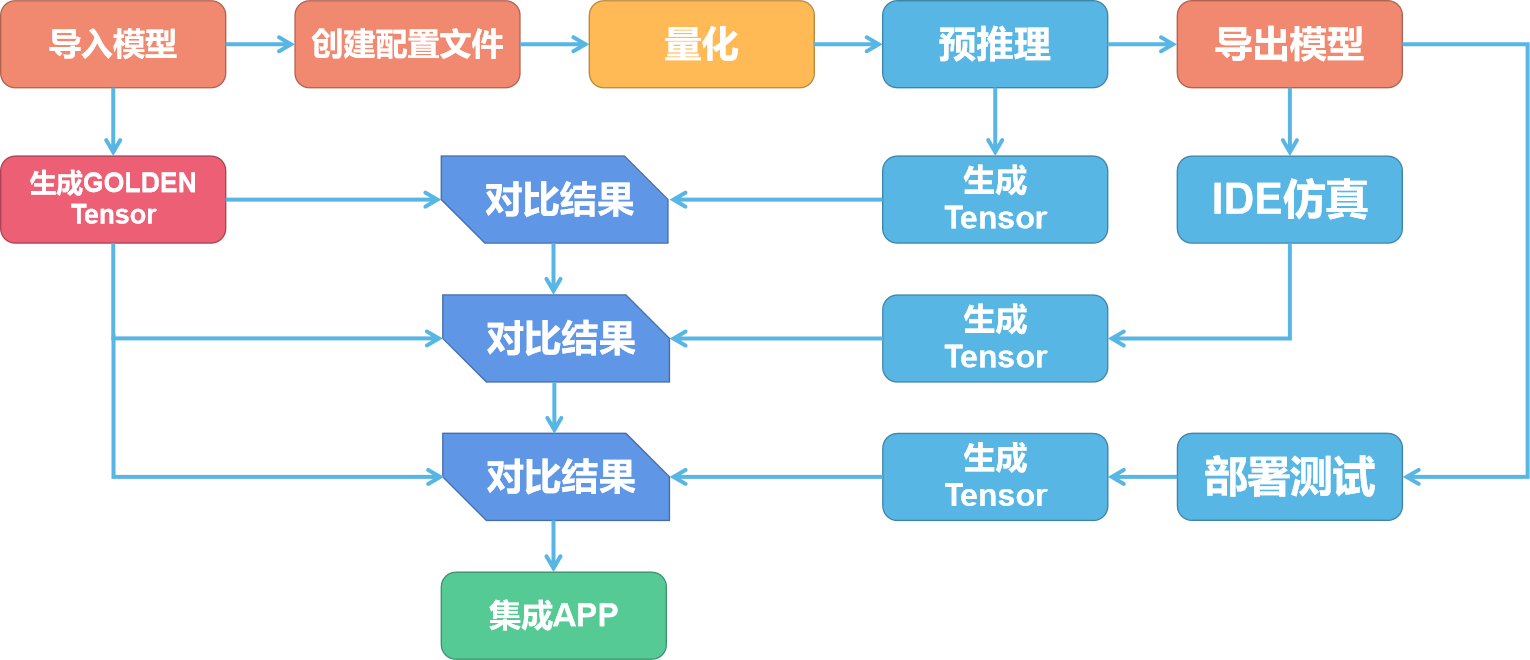 导入模型
创建配置文件
量化
预推理
导出模型
生成GOLDEN
Tensor
对比结果
生成
Tensor
IDE仿真
对比结果
生成
Tensor
对比结果
生成
Tensor
部署测试
集成APP